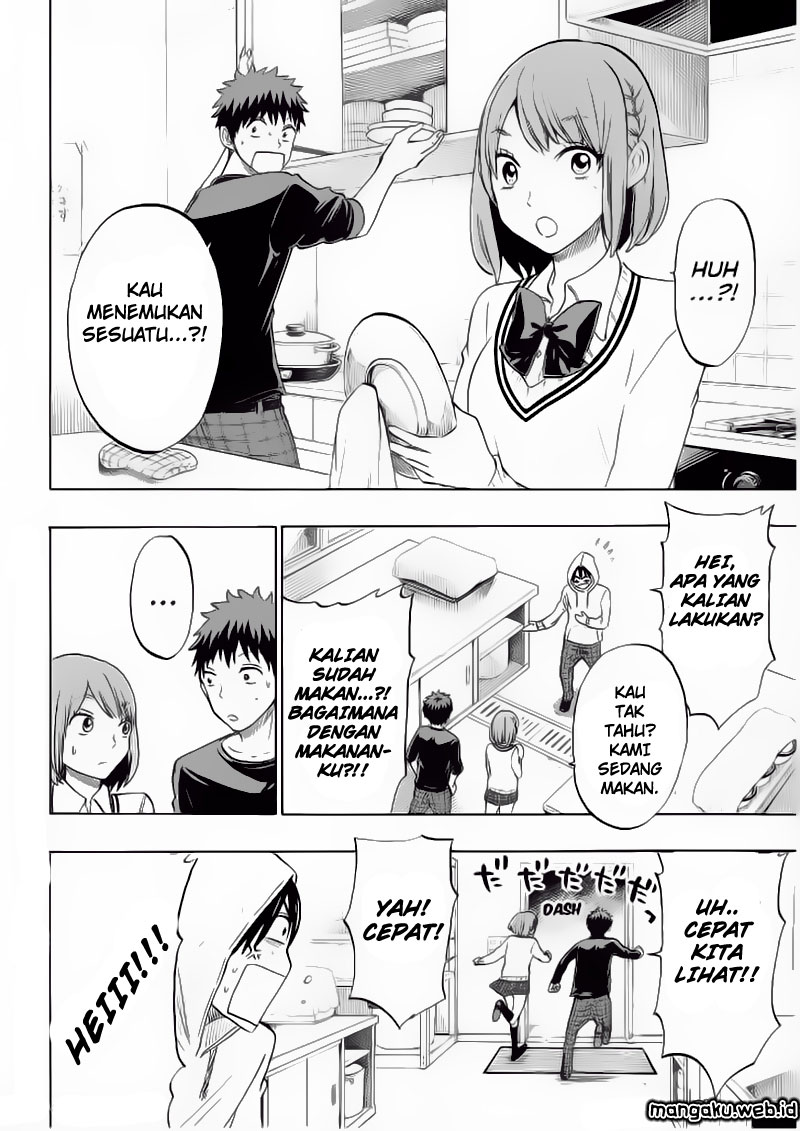 HUH
...?!
KAU
MENEMUKAN
SESUATU...?!
HEI,
APA YANG
KALIAN
LAKUKAN?
KAU
TAK
TAHU?
KAMI
SEDANG
MAKAN.
KALIAN
SUDAH
MAKAN...?!
BAGAIMANA
DENGAN
MAKANAN-
KU?!!
...
UH..
CEPAT
KITA
LIHAT!!
だだだだだっ
DASH
YAH!
CEPAT!
HEIII!!!
mangaku.web.id